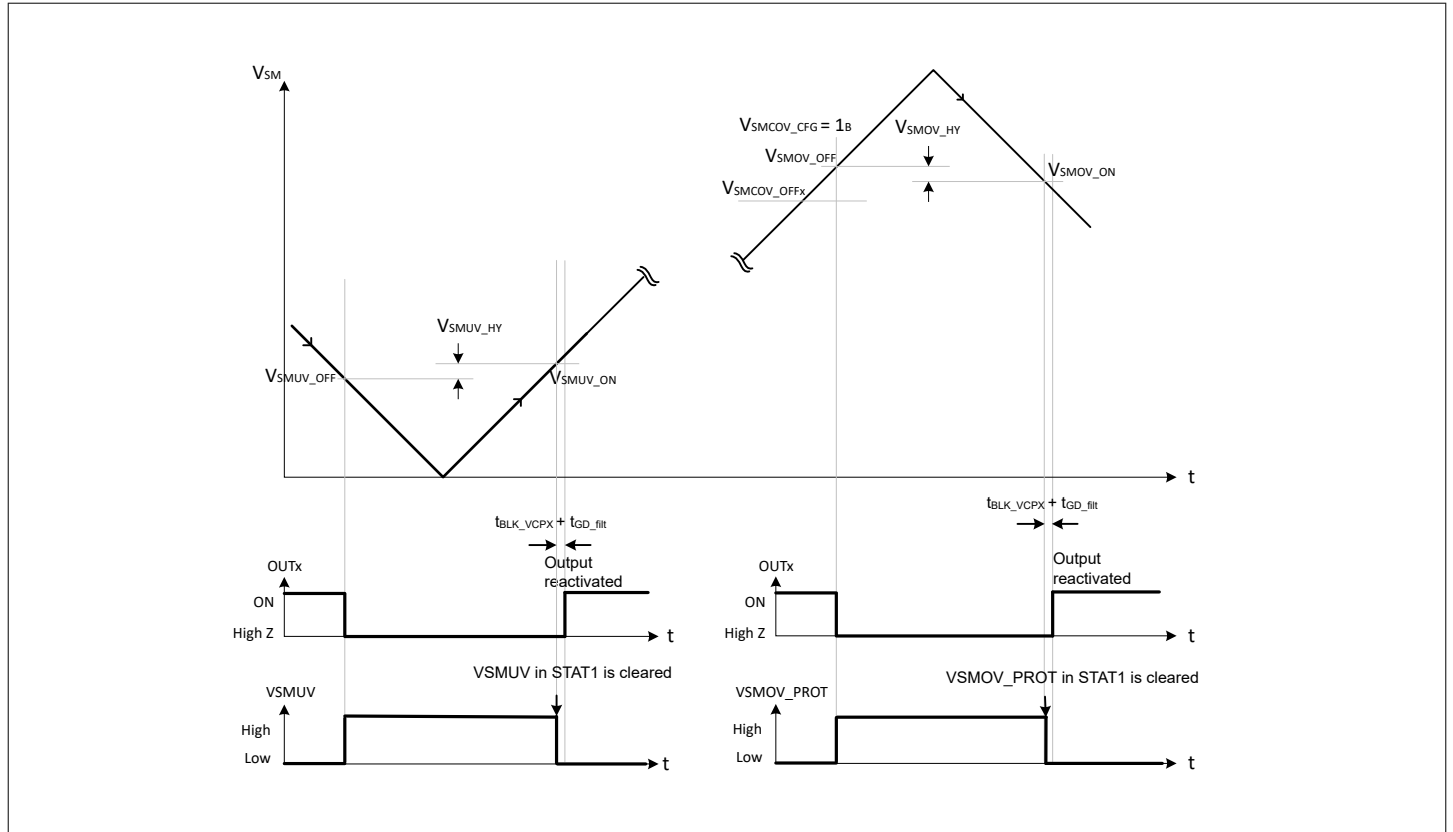 VSM
VSMCOV_CFG = 1B
VSMOV_HY
VSMOV_OFF
VSMOV_ON
VSMCOV_OFFx
VSMUV_HY
VSMUV_OFF
VSMUV_ON
t
tBLK_VCPX + tGD_filt
tBLK_VCPX + tGD_filt
OUTx
Output
reactivated
ON
High Z
t
OUTx
Output
reactivated
ON
High Z
t
VSMUV in STAT1 is cleared
VSMUV
High
Low
t
VSMOV_PROT in STAT1 is cleared
VSMOV_PROT
High
Low
t